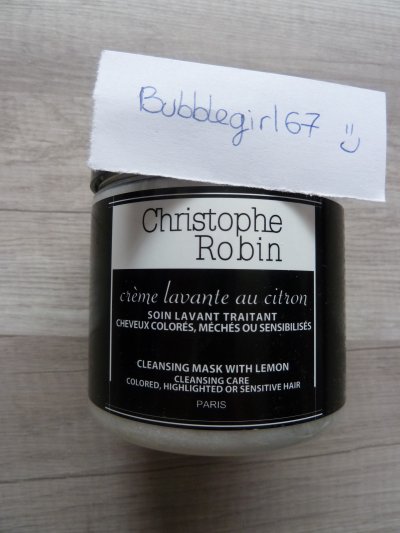 Bubblegirl67 :)
Christophe
Robin
crème lavante au citron
SOIN LAVANT TRAITANT
CHEVEUX COLORÉS, MÉCHÉS OU SENSIBILISÉS
CLEANSING MASK WITH LEMON
CLEANSING CARE
COLORED, HIGHLIGHTED OR SENSITIVE HAIR
PARIS